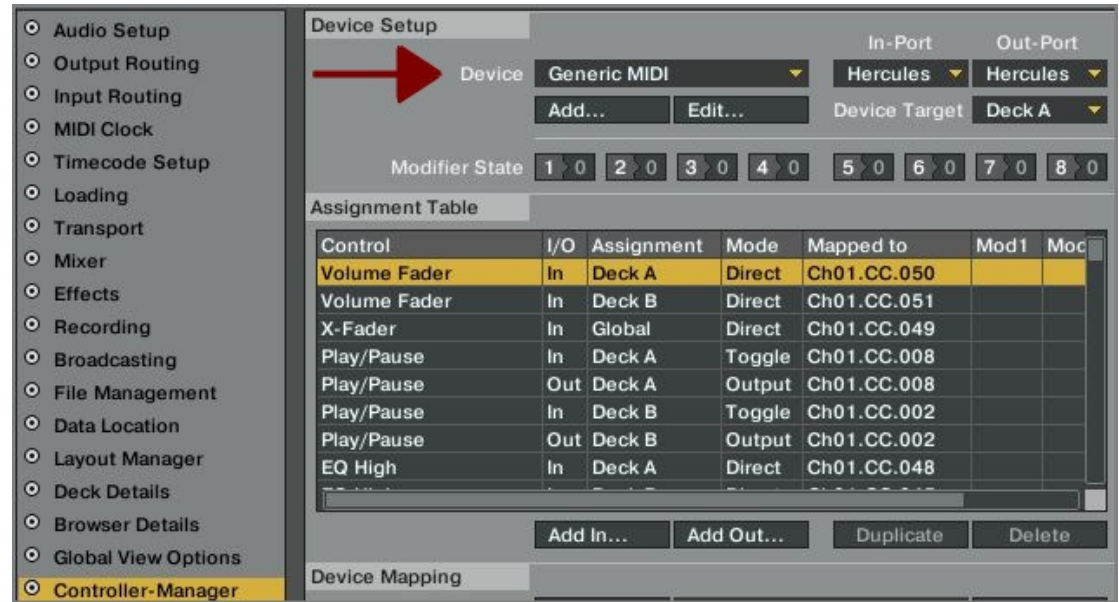 Audio Setup
Output Routing
Input Routing
MIDI Clock
Timecode Setup
Loading
Transport
Mixer
Effects
Recording
Broadcasting
File Management
Data Location
Layout Manager
Deck Details
Browser Details
Global View Options
Controller-Manager
Device Setup
In-Port Out-Port
Device Generic MIDI Hercules Hercules
Add... Edit... Device Target Deck A
Modifier State 1 0 2 0 3 0 4 0 5 0 6 0 7 0 8 0
Assignment Table
Control I/O Assignment Mode Mapped to Mod1 Mod
Volume Fader In Deck A Direct Ch01.CC.050
Volume Fader In Deck B Direct Ch01.CC.051
X-Fader In Global Direct Ch01.CC.049
Play/Pause In Deck A Toggle Ch01.CC.008
Play/Pause Out Deck A Output Ch01.CC.008
Play/Pause In Deck B Toggle Ch01.CC.002
Play/Pause Out Deck B Output Ch01.CC.002
EQ High In Deck A Direct Ch01.CC.048
Add In... Add Out... Duplicate Delete
Device Mapping